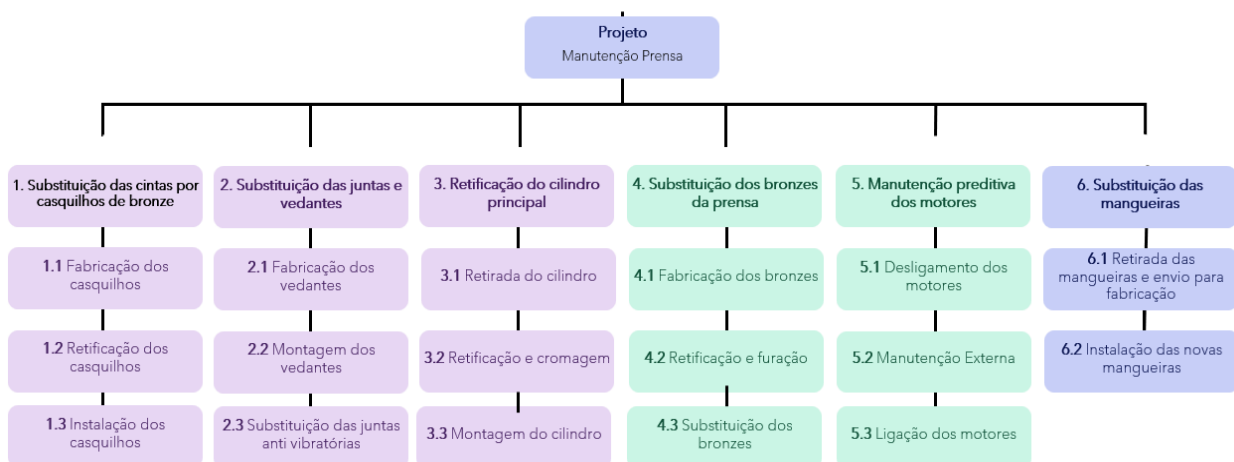 Projeto
Manutenção Prensa
1. Substituição das cintas por
casquilhos de bronze
2. Substituição das juntas e
vedantes
3. Retificação do cilindro
principal
4. Substituição dos bronzes
da prensa
5. Manutenção preditiva
dos motores
6. Substituição das
mangueiras
1.1 Fabricação dos
casquilhos
2.1 Fabricação dos
vedantes
3.1 Retirada do cilindro
4.1 Fabricação dos bronzes
5.1 Desligamento dos
motores
6.1 Retirada das
mangueiras e envio para
fabricação
1.2 Retificação dos
casquilhos
2.2 Montagem dos
vedantes
3.2 Retificação e cromagem
4.2 Retificação e furação
5.2 Manutenção Externa
6.2 Instalação das novas
mangueiras
1.3 Instalação dos
casquilhos
2.3 Substituição das juntas
anti vibratórias
3.3 Montagem do cilindro
4.3 Substituição dos
bronzes
5.3 Ligação dos motores